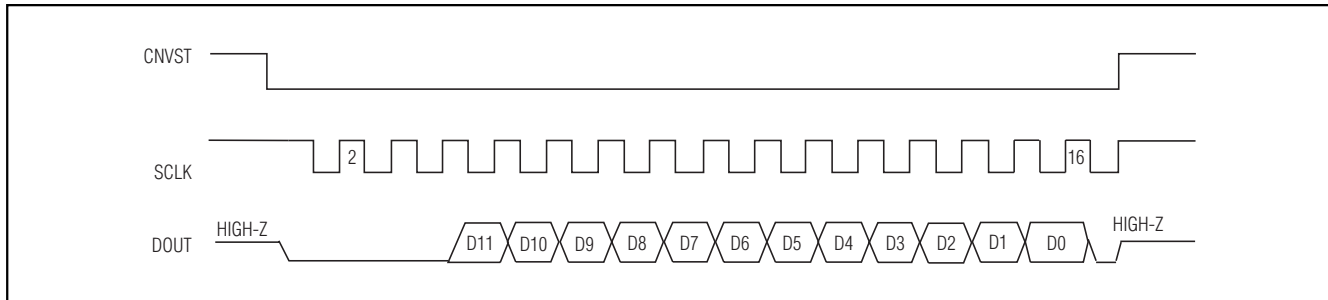 CNVST
SCLK
2
16
DOUT
HIGH-Z
D11 D10 D9 D8 D7 D6 D5 D4 D3 D2 D1 D0
HIGH-Z